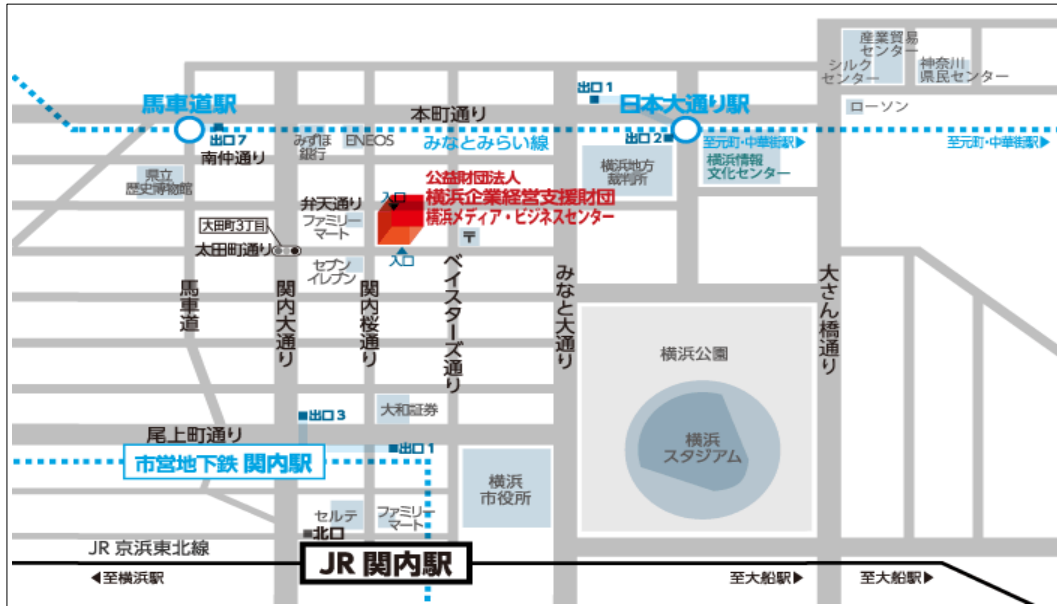 産業貿易
センター
シルク
センター
神奈川
県民センター
出口1
馬車道駅
本町通り
日本大通り駅
ローソン
出口7
みずほ
銀行
ENEOS
みなとみらい線
出口2
至元町・中華街駅▶
至元町・中華街駅▶
南仲通り
横浜地方
裁判所
横浜情報
文化センター
県立
歴史博物館
公益財団法人
横浜企業経営支援財団
横浜メディア・ビジネスセンター
入口
弁天通り
ファミリー
マート
大田町3丁目
太田町通り
〒
入口
セブン
イレブン
馬車道
関内大通り
関内桜通り
ベイスターズ通り
みなと大通り
大さん橋通り
横浜公園
横浜
スタジアム
大和証券
出口3
尾上町通り
出口1
市営地下鉄 関内駅
横浜
市役所
セルテ
ファミリー
マート
北口
JR 京浜東北線
JR 関内駅
◀至横浜駅
至大船駅▶
至大船駅▶